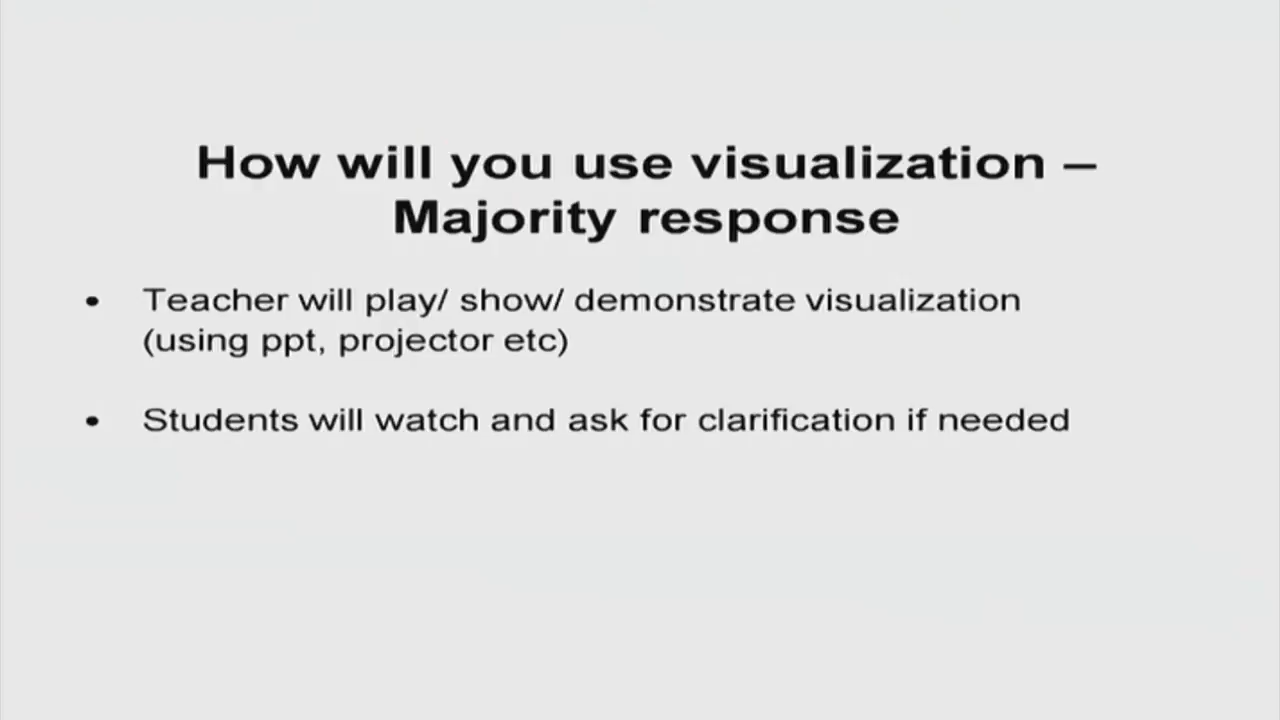 How will you use visualization –
Majority response
• Teacher will play/ show/ demonstrate visualization
(using ppt, projector etc)
• Students will watch and ask for clarification if needed